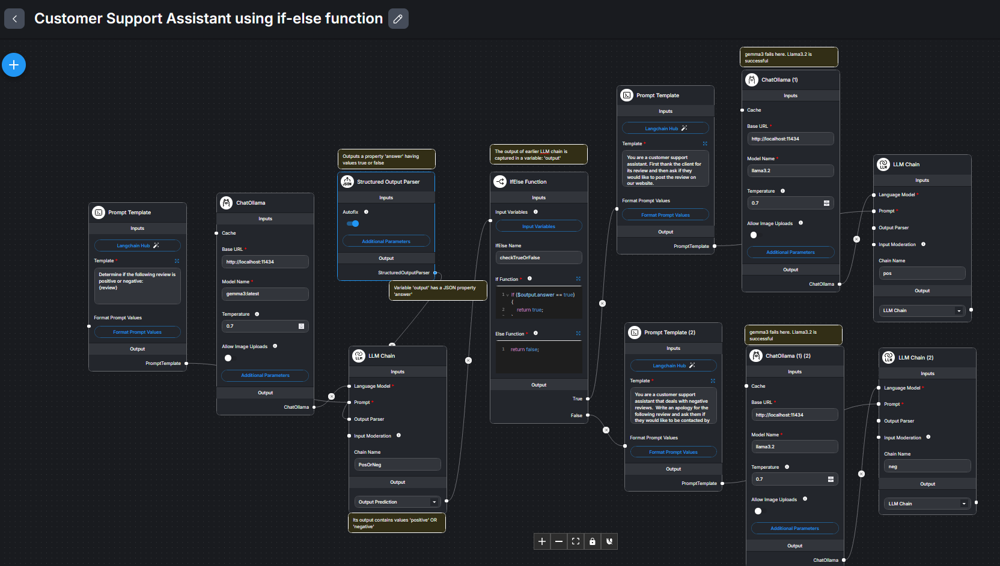 Customer Support Assistant using if-else function
Prompt Template
Inputs
Langchain Hub
Template *
Determine if the following review is
positive or negative:
{review}
Format Prompt Values
Format Prompt Values
Output
PromptTemplate
ChatOllama
Inputs
Cache
Base URL *
http://localhost:11434
Model Name *
gemma3:latest
Temperature
0.7
Allow Image Uploads
Additional Parameters
Output
ChatOllama
Outputs a property 'answer' having
values true or false
Structured Output Parser
Inputs
Autofix
Additional Parameters
Output
StructuredOutputParser
Variable 'output' has a JSON property
'answer'
LLM Chain
Inputs
Language Model *
Prompt *
Output Parser
Input Moderation
Chain Name
PosOrNeg
Output
Output Prediction
Its output contains values 'positive' OR
'negative'
The output of earlier LLM chain is
captured in a variable: 'output'
IfElse Function
Inputs
Input Variables
Input Variables
IfElse Name
checkTrueOrFalse
If Function *
1 if ($output.answer == true)
{
2 return true;
Else Function *
1 return false;
Output
True
False
Prompt Template
Inputs
Langchain Hub
Template *
You are a customer support
assistant. First thank the client for
its review and then ask if they
would like to post the review on
our website.
Format Prompt Values
Format Prompt Values
Output
PromptTemplate
gemma3 fails here. Llama3.2 is
successful
ChatOllama (1)
Inputs
Cache
Base URL *
http://localhost:11434
Model Name *
llama3.2
Temperature
0.7
Allow Image Uploads
Additional Parameters
Output
ChatOllama
LLM Chain
Inputs
Language Model *
Prompt *
Output Parser
Input Moderation
Chain Name
pos
Output
LLM Chain
Prompt Template (2)
Inputs
Langchain Hub
Template *
You are a customer support
assistant that deals with negative
reviews. Write an apology for the
following review and ask them if
they would like to be contacted by
Format Prompt Values
Format Prompt Values
Output
PromptTemplate
gemma3 fails here. Llama3.2 is
successful
ChatOllama (1) (2)
Inputs
Cache
Base URL *
http://localhost:11434
Model Name *
llama3.2
Temperature
0.7
Allow Image Uploads
Additional Parameters
Output
ChatOllama
LLM Chain (2)
Inputs
Language Model *
Prompt *
Output Parser
Input Moderation
Chain Name
neg
Output
LLM Chain